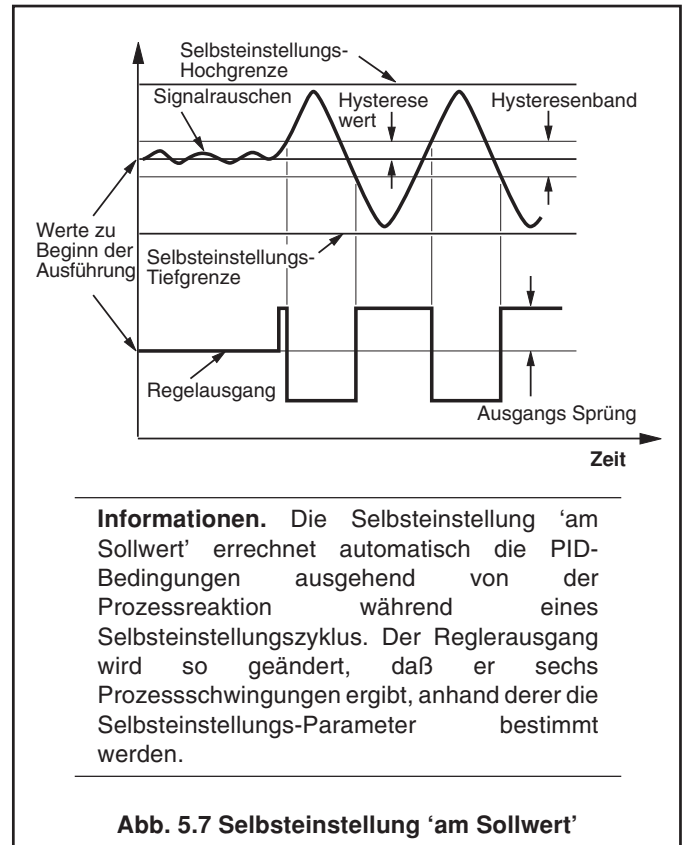 Selbsteinstellungs-
Hochgrenze
Signalrauschen
Hysterese
wert
Hysteresenband
Werte zu
Beginn der
Ausführung
Selbsteinstellungs-
Tiefgrenze
Regelausgang
Ausgangs Sprüng
Zeit
Informationen. Die Selbsteinstellung ‘am
Sollwert’ errechnet automatisch die PID-
Bedingungen ausgehend von der
Prozessreaktion während eines
Selbsteinstellungszyklus. Der Reglerausgang
wird so geändert, daß er sechs
Prozessschwingungen ergibt, anhand derer die
Selbsteinstellungs-Parameter bestimmt
werden.
Abb. 5.7 Selbsteinstellung ‘am Sollwert’